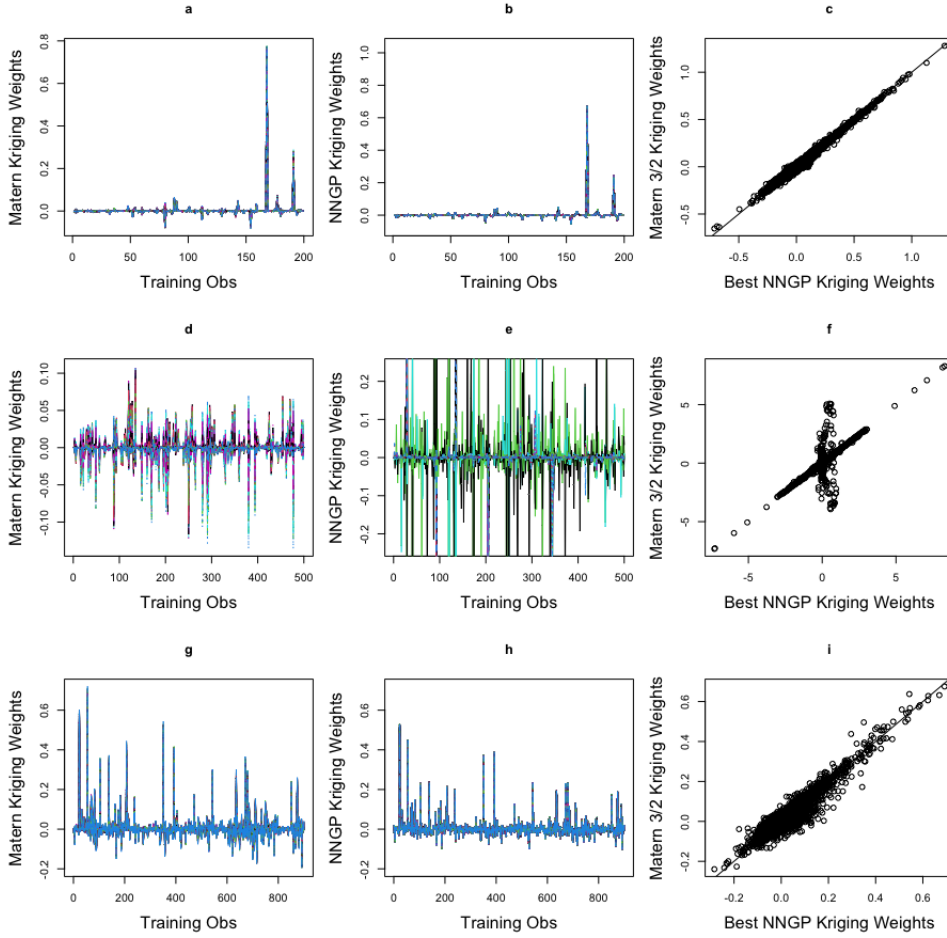 a
Matern Kriging Weights
0.0 0.2 0.4 0.6 0.8
0 50 100 150 200
Training Obs
b
NNGP Kriging Weights
0.0 0.2 0.4 0.6 0.8 1.0
0 50 100 150 200
Training Obs
c
Matern 3/2 Kriging Weights
-0.5 0.0 0.5 1.0
-0.5 0.0 0.5 1.0
Best NNGP Kriging Weights
d
Matern Kriging Weights
-0.10 -0.05 0.00 0.05 0.10
0 100 200 300 400 500
Training Obs
e
NNGP Kriging Weights
-0.2 -0.1 0.0 0.1 0.2
0 100 200 300 400 500
Training Obs
f
Matern 3/2 Kriging Weights
-5 0 5
-5 0 5
Best NNGP Kriging Weights
g
Matern Kriging Weights
-0.2 0.0 0.2 0.4 0.6
0 200 400 600 800
Training Obs
h
NNGP Kriging Weights
-0.2 0.0 0.2 0.4 0.6
0 200 400 600 800
Training Obs
i
Matern 3/2 Kriging Weights
-0.2 0.0 0.2 0.4 0.6
-0.2 0.0 0.2 0.4 0.6
Best NNGP Kriging Weights